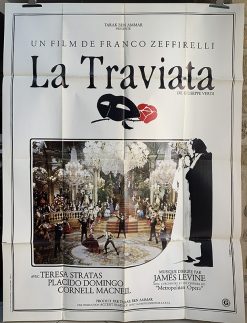 TARAK BEN AMMAR
PRESENTE
UN FILM DE FRANCO ZEFFIRELLI
La Traviata
DE GIUSEPPE VERDI
AVEC TERESA STRATAS
PLACIDO DOMINGO
CORNELL MACNEIL
MUSIQUE DIRIGÉE PAR
JAMES LEVINE
"Metropolitan Opera"
PRODUIT PAR TARAK BEN AMMAR
G